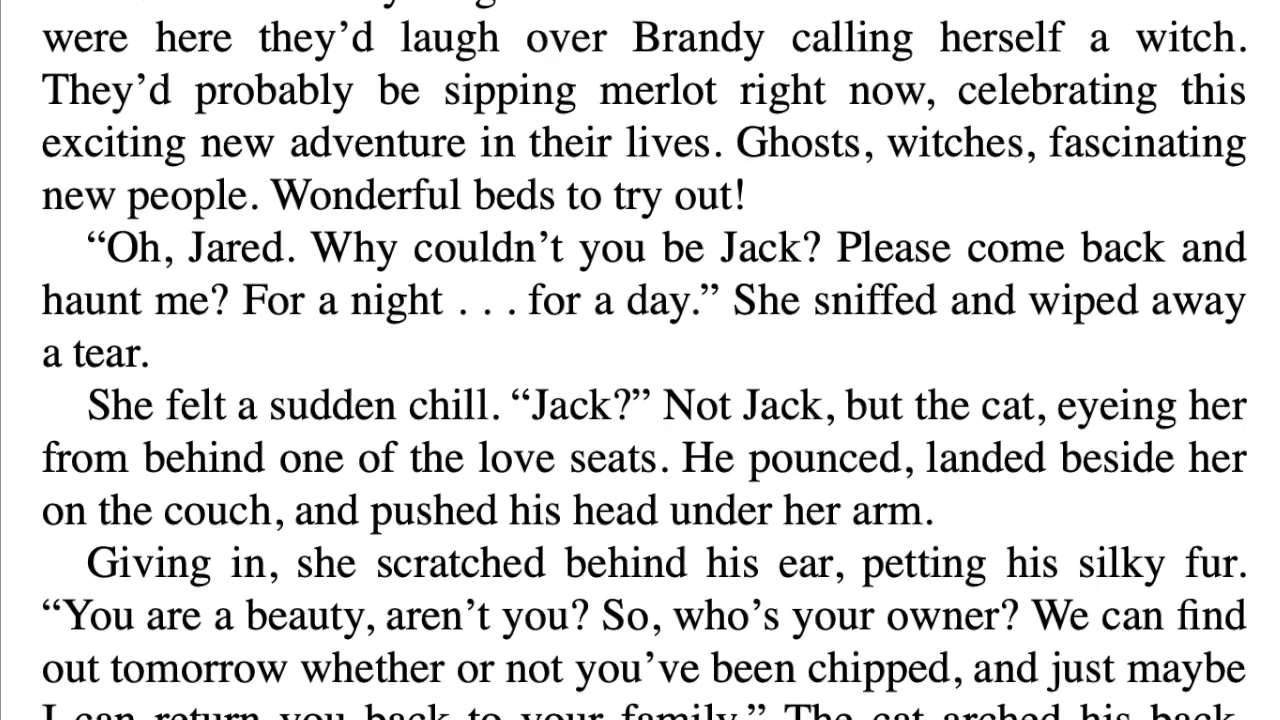 were here they’d laugh over Brandy calling herself a witch.
They’d probably be sipping merlot right now, celebrating this
exciting new adventure in their lives. Ghosts, witches, fascinating
new people. Wonderful beds to try out!
“Oh, Jared. Why couldn’t you be Jack? Please come back and
haunt me? For a night . . . for a day.” She sniffed and wiped away
a tear.
She felt a sudden chill. “Jack?” Not Jack, but the cat, eyeing her
from behind one of the love seats. He pounced, landed beside her
on the couch, and pushed his head under her arm.
Giving in, she scratched behind his ear, petting his silky fur.
“You are a beauty, aren’t you? So, who’s your owner? We can find
out tomorrow whether or not you’ve been chipped, and just maybe
I can return you back to your family.” The cat arched his back,